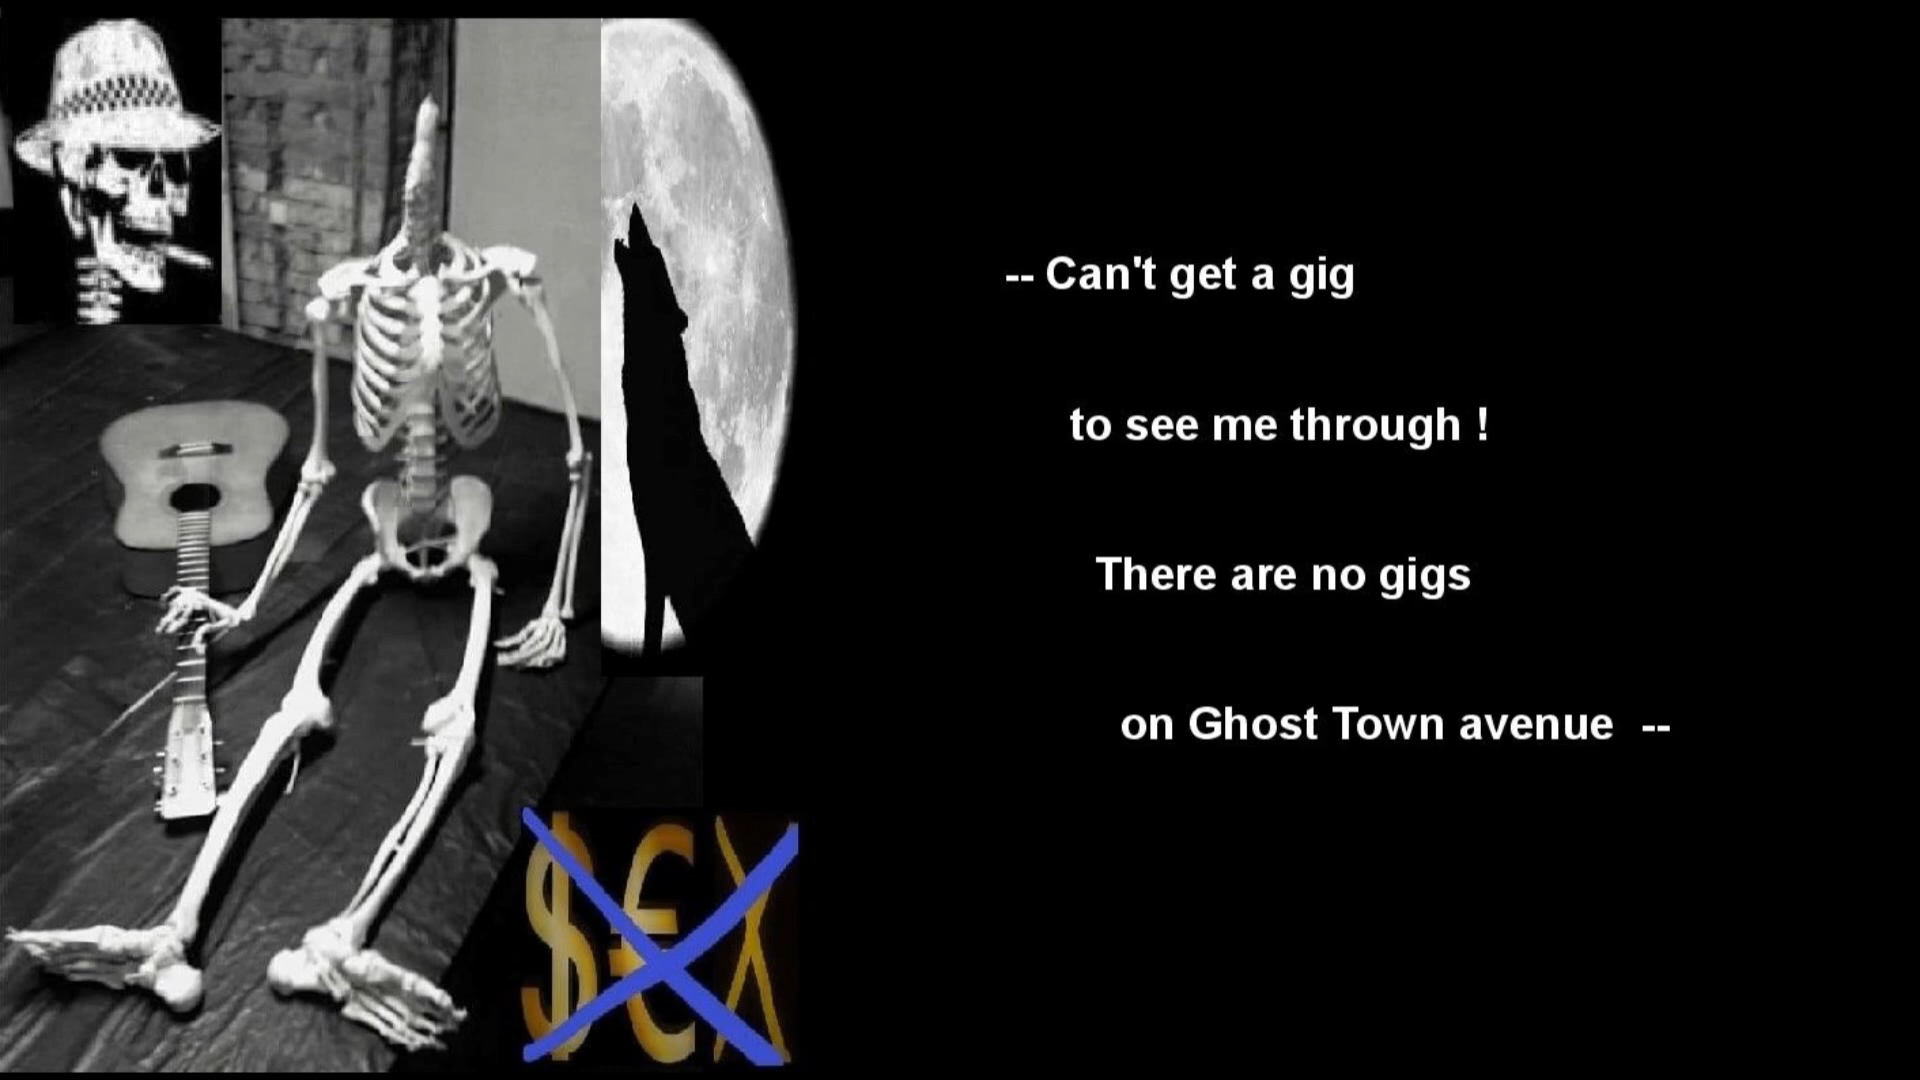 -- Can't get a gig
to see me through !
There are no gigs
on Ghost Town avenue --
$€X